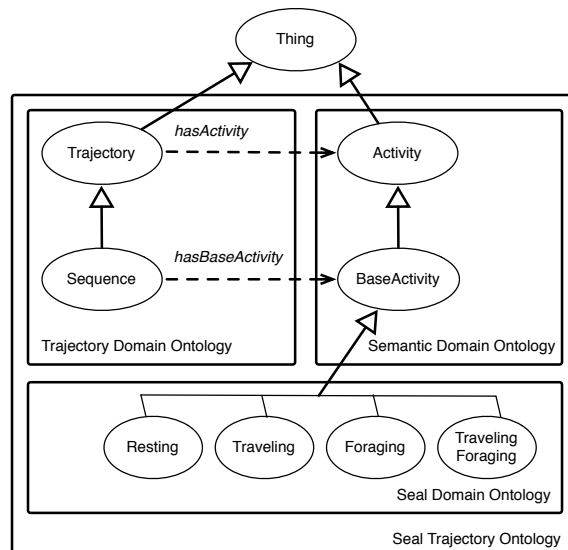 Thing
hasActivity
Trajectory
Activity
hasBaseActivity
Sequence
BaseActivity
Trajectory Domain Ontology
Semantic Domain Ontology
Resting
Traveling
Foraging
Traveling
Foraging
Seal Domain Ontology
Seal Trajectory Ontology